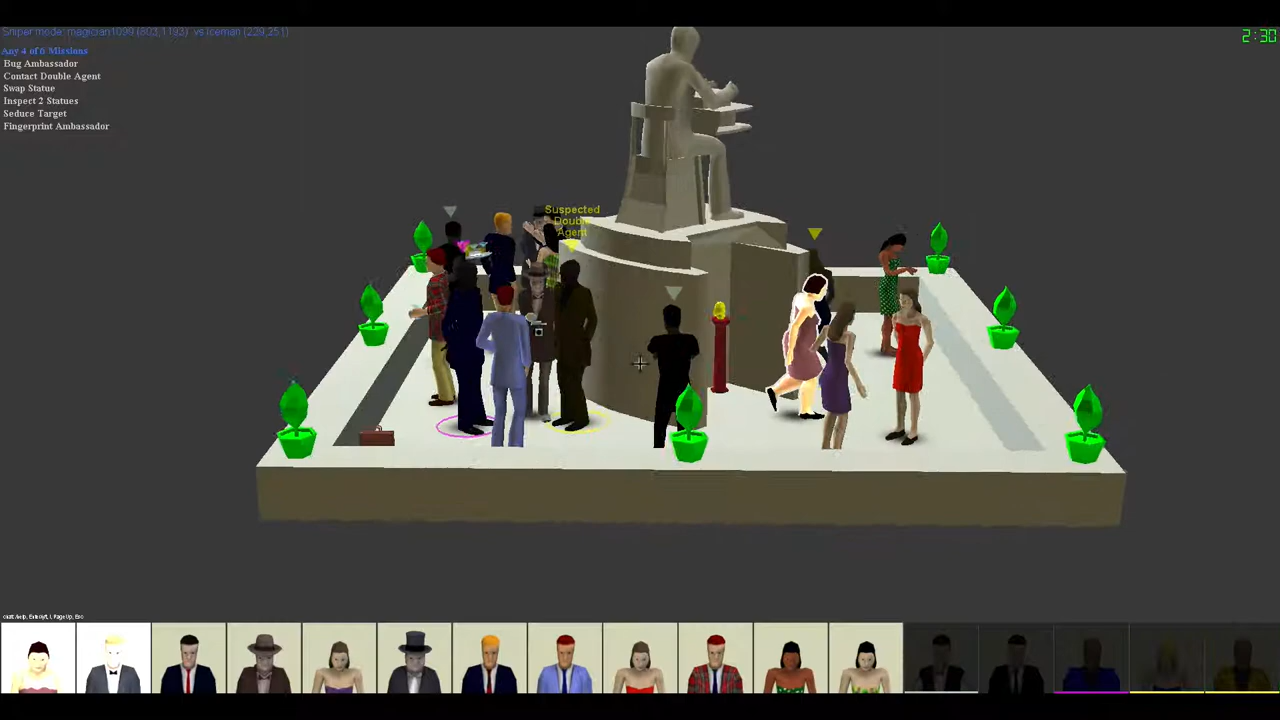 Sniper mode: magician1099 (803,1193) vs iceman (229,251)
2:30
Any 4 of 6 Missions
Bug Ambassador
Contact Double Agent
Swap Statue
Inspect 2 Statues
Seduce Target
Fingerprint Ambassador
Suspected
Double
Agent